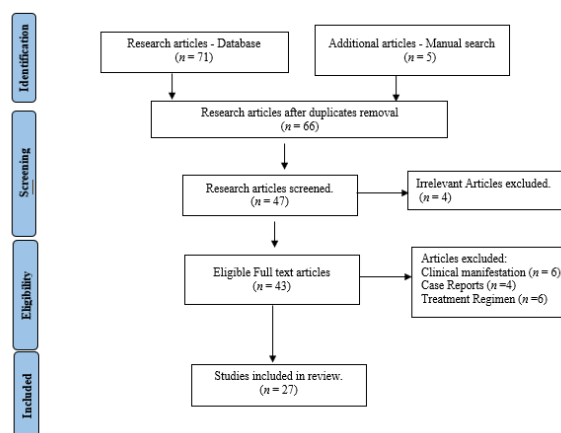 Identification
Research articles - Database
(n = 71)
Additional articles - Manual search
(n = 5)
Research articles after duplicates removal
(n = 66)
Screening
Research articles screened.
(n = 47)
Irrelevant Articles excluded.
(n = 4)
Eligibility
Eligible Full text articles
(n = 43)
Articles excluded:
Clinical manifestation (n = 6)
Case Reports (n =4)
Treatment Regimen (n =6)
Included
Studies included in review.
(n = 27)